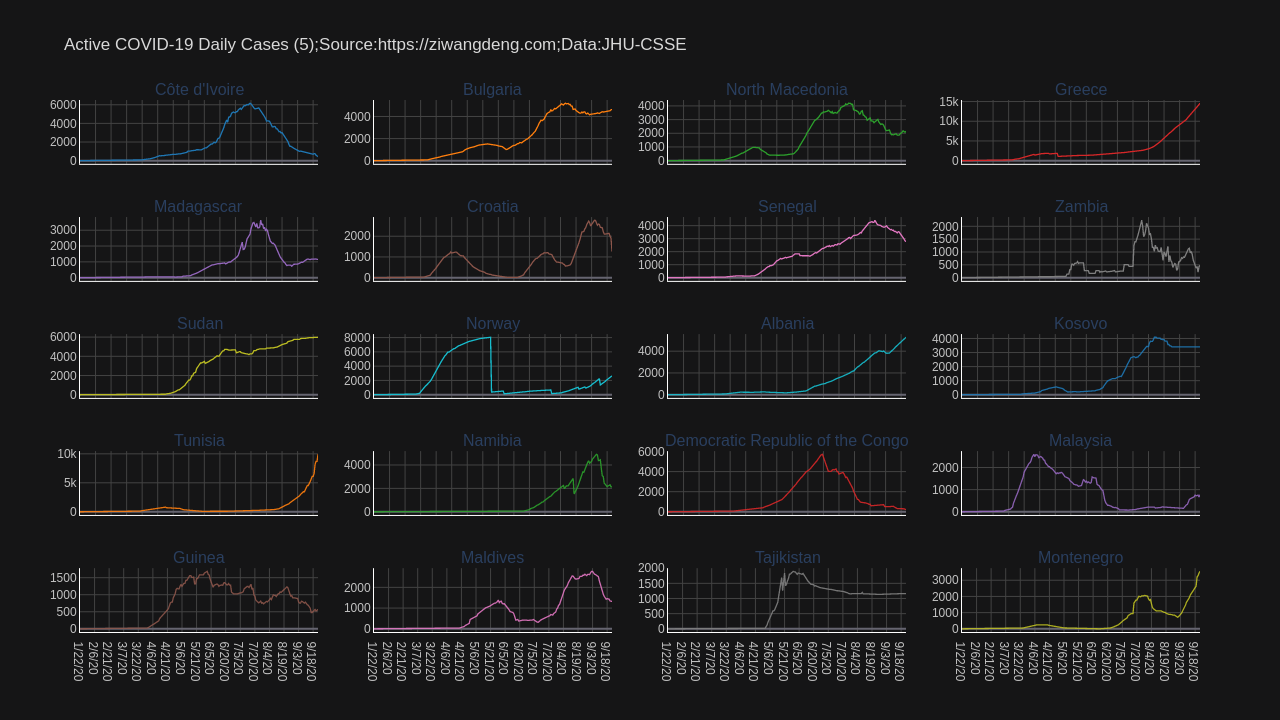 Active COVID-19 Daily Cases (5);Source:https://ziwangdeng.com;Data:JHU-CSSE
Côte d'Ivoire
6000
4000
2000
0
Bulgaria
4000
2000
0
North Macedonia
4000
3000
2000
1000
0
Greece
15k
10k
5k
0
Madagascar
3000
2000
1000
0
Croatia
2000
1000
0
Senegal
4000
3000
2000
1000
0
Zambia
2000
1500
1000
500
0
Sudan
6000
4000
2000
0
Norway
8000
6000
4000
2000
0
Albania
4000
2000
0
Kosovo
4000
3000
2000
1000
0
Tunisia
10k
5k
0
Namibia
4000
2000
0
Democratic Republic of the Congo
6000
4000
2000
0
Malaysia
2000
1000
0
Guinea
1500
1000
500
0
Maldives
2000
1000
0
Tajikistan
2000
1500
1000
500
0
Montenegro
3000
2000
1000
0
1/22/20 2/6/20 2/21/20 3/7/20 3/22/20 4/6/20 4/21/20 5/6/20 5/21/20 6/5/20 6/20/20 7/5/20 7/20/20 8/4/20 8/19/20 9/3/20 9/18/20
1/22/20 2/6/20 2/21/20 3/7/20 3/22/20 4/6/20 4/21/20 5/6/20 5/21/20 6/5/20 6/20/20 7/5/20 7/20/20 8/4/20 8/19/20 9/3/20 9/18/20
1/22/20 2/6/20 2/21/20 3/7/20 3/22/20 4/6/20 4/21/20 5/6/20 5/21/20 6/5/20 6/20/20 7/5/20 7/20/20 8/4/20 8/19/20 9/3/20 9/18/20
1/22/20 2/6/20 2/21/20 3/7/20 3/22/20 4/6/20 4/21/20 5/6/20 5/21/20 6/5/20 6/20/20 7/5/20 7/20/20 8/4/20 8/19/20 9/3/20 9/18/20